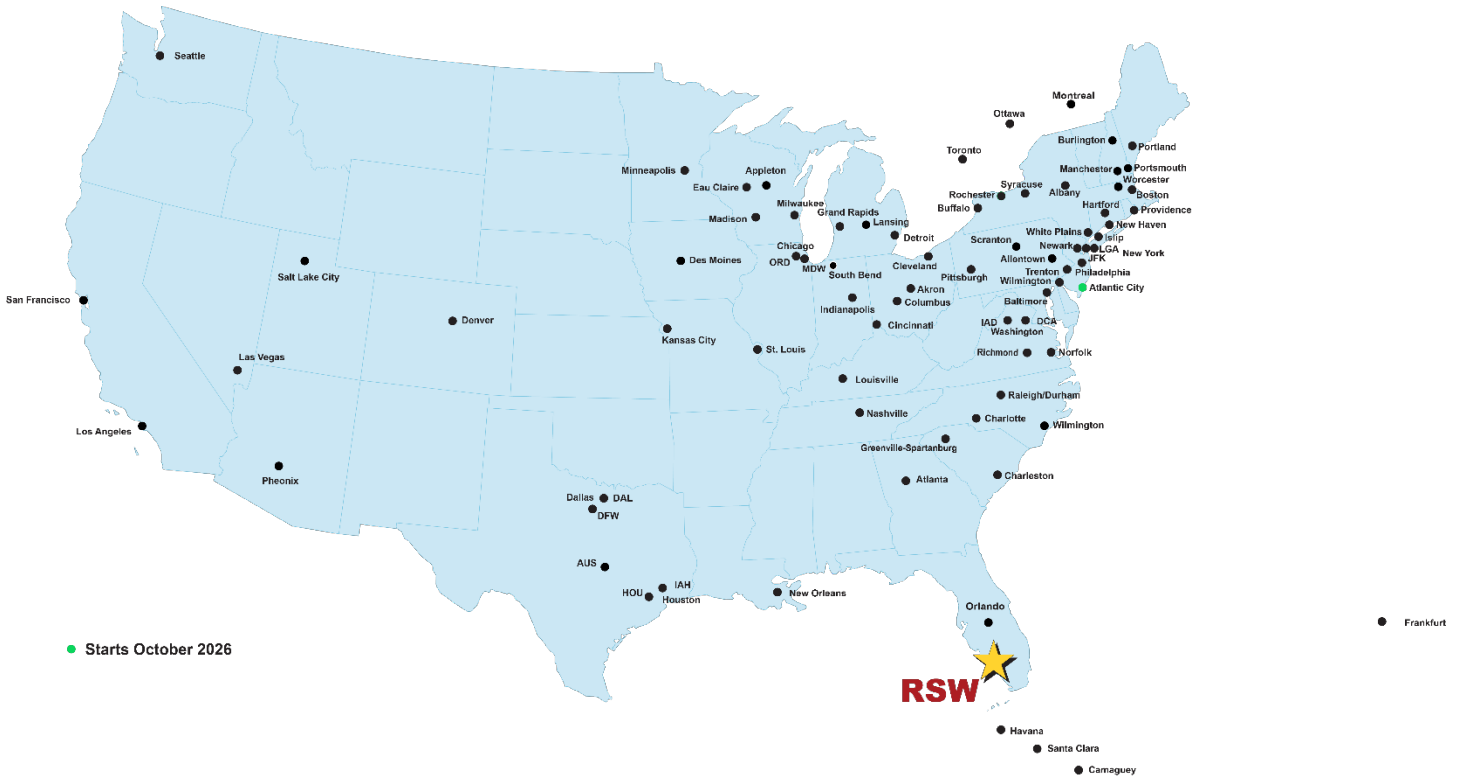 Seattle
Montreal
Ottawa
Burlington
Portland
Toronto
Minneapolis
Appleton
Eau Claire
Manchester
Portsmouth
Worcester
Syracuse
Albany
Boston
Rochester
Milwaukee
Madison
Grand Rapids
Lansing
Buffalo
Hartford
Providence
New Haven
Detroit
White Plains
Islip
Scranton
Newark
LGA
New York
Chicago
ORD
MDW
Des Moines
South Bend
Cleveland
Allentown
JFK
Salt Lake City
Pittsburgh
Trenton
Philadelphia
Wilmington
Atlantic City
San Francisco
Akron
Columbus
Baltimore
Indianapolis
Denver
Cincinnati
IAD
DCA
Washington
Kansas City
St. Louis
Richmond
Norfolk
Las Vegas
Louisville
Raleigh/Durham
Nashville
Charlotte
Wilmington
Los Angeles
Greenville-Spartanburg
Pheonix
Atlanta
Charleston
Dallas
DAL
DFW
AUS
HOU
IAH
Houston
New Orleans
Orlando
Frankfurt
Starts October 2026
RSW
Havana
Santa Clara
Camaguey